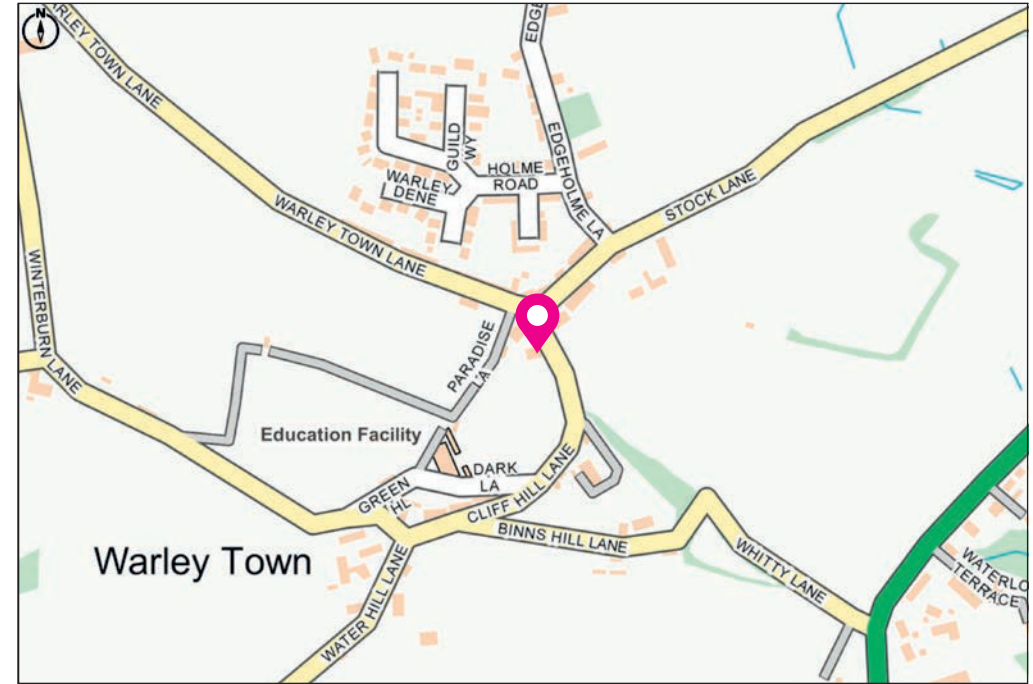 N
WARLEY TOWN LANE
EDGE
EDGEHOLME LA
GUILD
WY
HOLME
ROAD
WARLEY
DENE
STOCK LANE
WARLEY TOWN LANE
WINTERBURN LANE
PARADISE
LA
Education Facility
DARK
LA
GREEN
HL
CLIFF HILL LANE
BINNS HILL LANE
WHITTY LANE
WATERLO
TERRACE
Warley Town
WATER HILL LANE